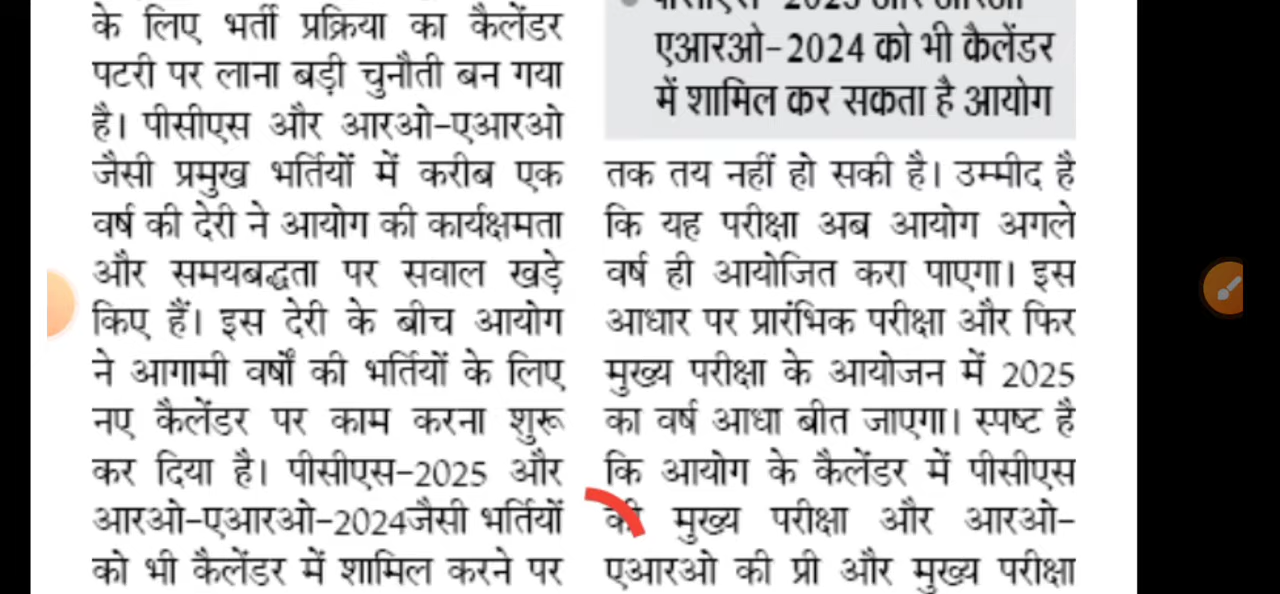 के लिए भर्ती प्रक्रिया का कैलेंडर
पटरी पर लाना बड़ी चुनौती बन गया
है। पीसीएस और आरओ-एआरओ
जैसी प्रमुख भर्तियों में करीब एक
वर्ष की देरी ने आयोग की कार्यक्षमता
और समयबद्धता पर सवाल खड़े
किए हैं। इस देरी के बीच आयोग
ने आगामी वर्षों की भर्तियों के लिए
नए कैलेंडर पर काम करना शुरू
कर दिया है। पीसीएस-2025 और
आरओ-एआरओ-2024जैसी भर्तियों
को भी कैलेंडर में शामिल करने पर
एआरओ-2024 को भी कैलेंडर
में शामिल कर सकता है आयोग
तक तय नहीं हो सकी है। उम्मीद है
कि यह परीक्षा अब आयोग अगले
वर्ष ही आयोजित करा पाएगा। इस
आधार पर प्रारंभिक परीक्षा और फिर
मुख्य परीक्षा के आयोजन में 2025
का वर्ष आधा बीत जाएगा। स्पष्ट है
कि आयोग के कैलेंडर में पीसीएस
की मुख्य परीक्षा और आरओ-
एआरओ की प्री और मुख्य परीक्षा